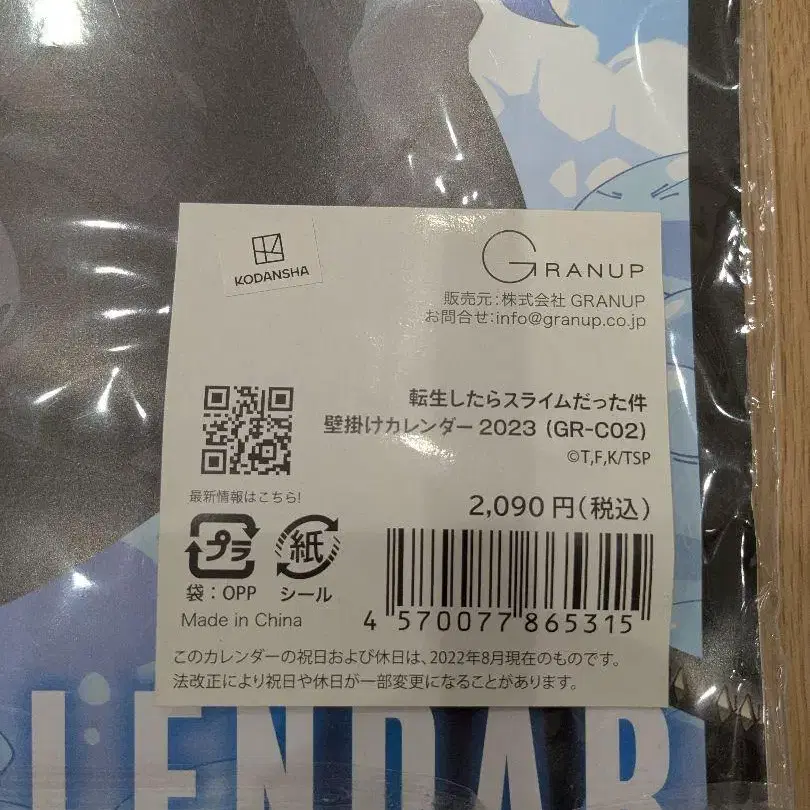 KODANSHA
GRANUP
販売元:株式会社 GRANUP
お問合せ:info@granup.co.jp
転生したらスライムだった件
壁掛けカレンダー 2023 (GR-C02)
©T,F,K/TSP
最新情報はこちら!
2,090 円(税込)
プラ
紙
袋:OPP
シール
Made in China
4 570077 865315
このカレンダーの祝日および休日は、2022年8月現在のものです。
法改正により祝日や休日が一部変更になることがあります。
LENDAR